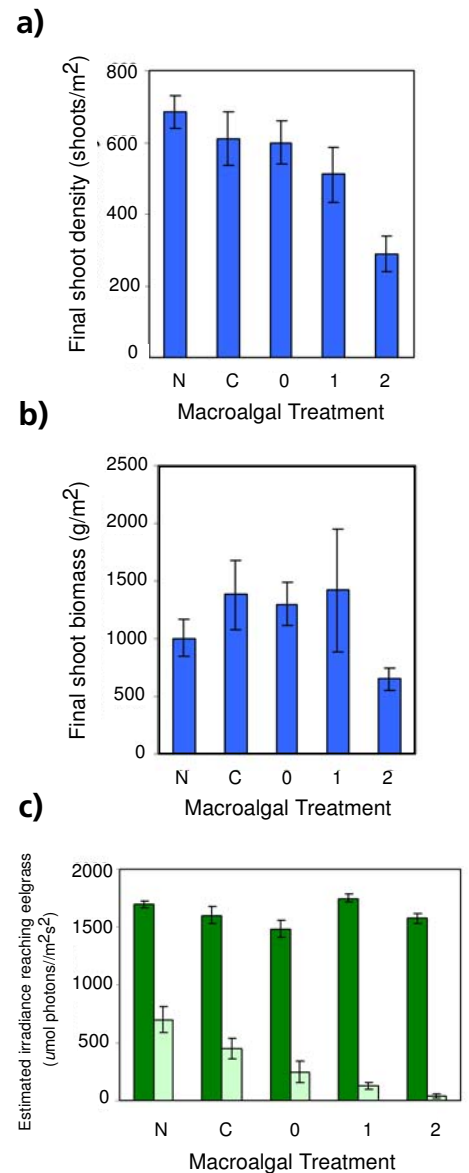 a)
Final shoot density (shoots/m²)
800
600
400
200
0
N C 0 1 2
Macroalgal Treatment
b)
Final shoot biomass (g/m²)
2500
2000
1500
1000
500
0
N C 0 1 2
Macroalgal Treatment
c)
Estimated irradiance reaching eelgrass
(umol photons//m²s²)
2000
1500
1000
500
0
N C 0 1 2
Macroalgal Treatment